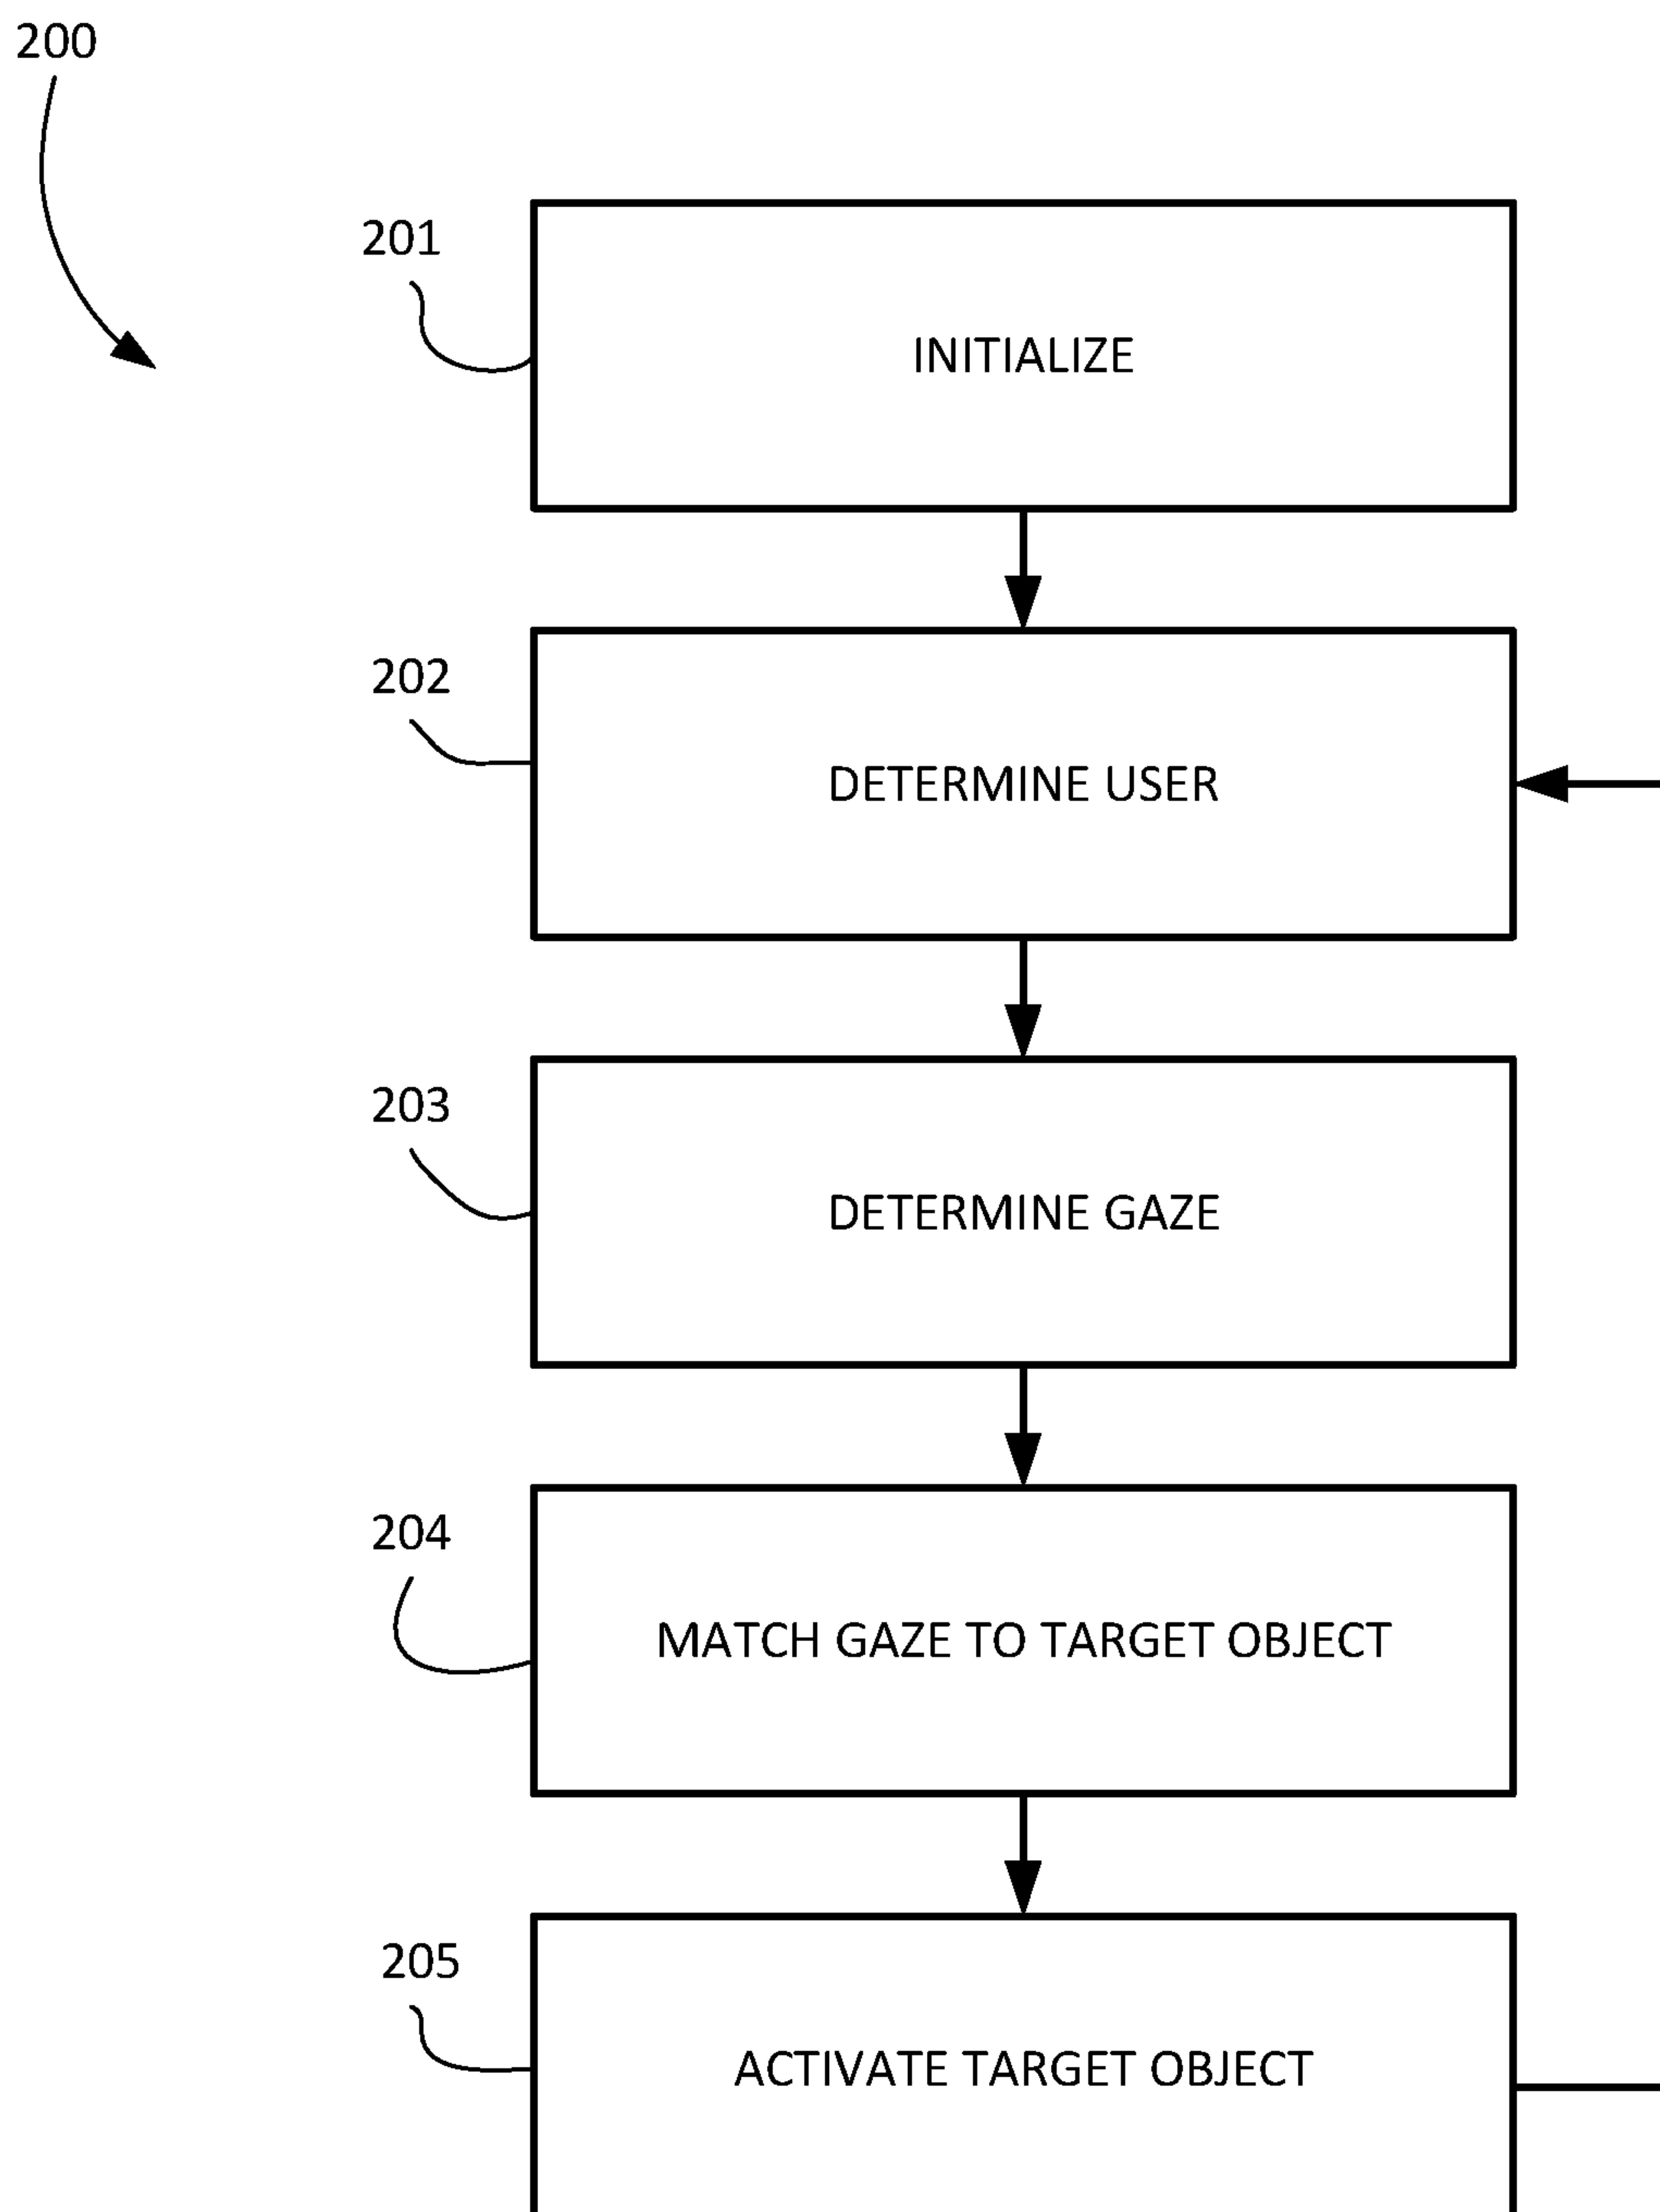 200
201
INITIALIZE
202
DETERMINE USER
203
DETERMINE GAZE
204
MATCH GAZE TO TARGET OBJECT
205
ACTIVATE TARGET OBJECT